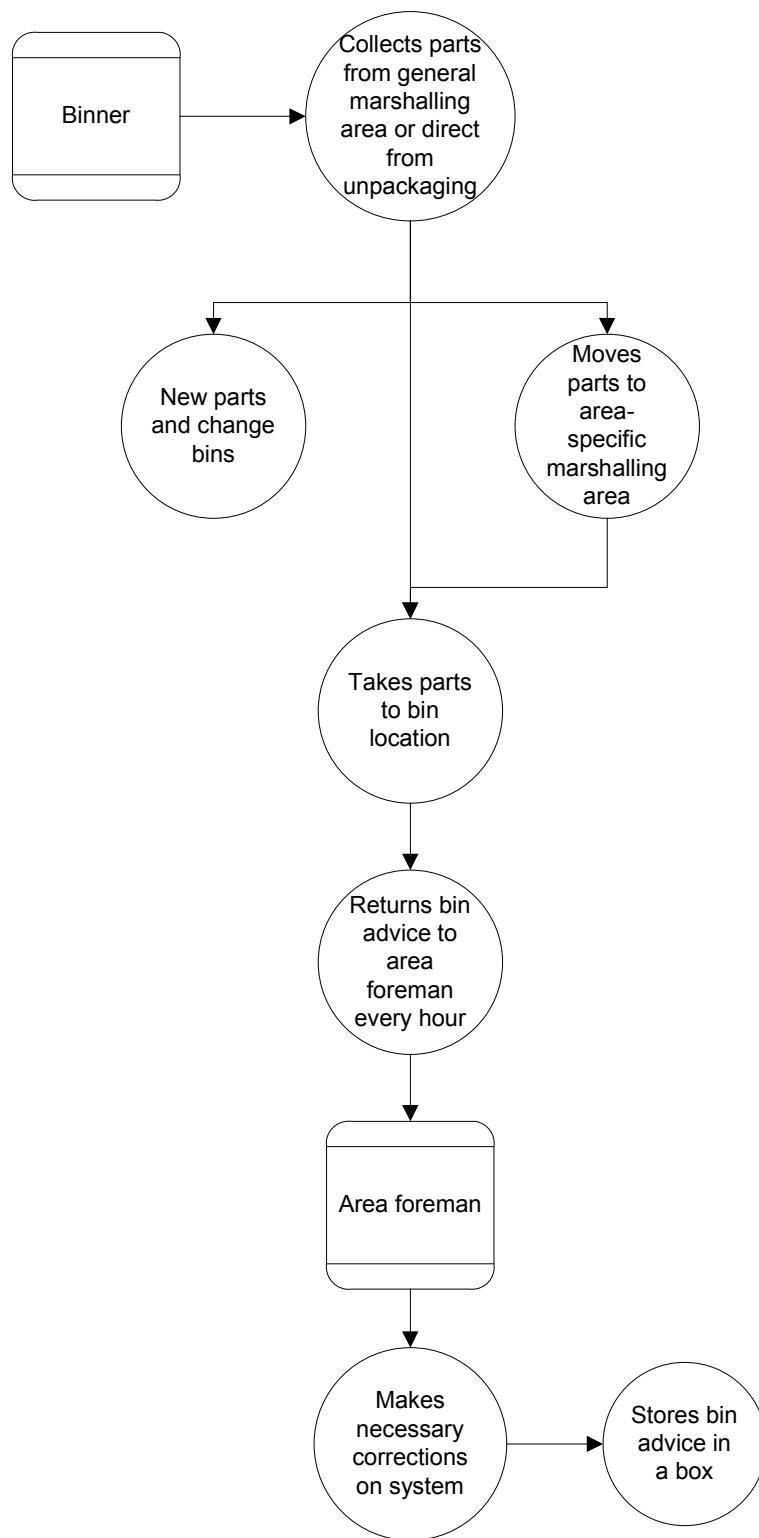 Binner
Collects parts
from general
marshalling
area or direct
from
unpackaging
New parts
and change
bins
Moves
parts to
area-
specific
marshalling
area
Takes parts
to bin
location
Returns bin
advice to
area
foreman
every hour
Area foreman
Makes
necessary
corrections
on system
Stores bin
advice in
a box